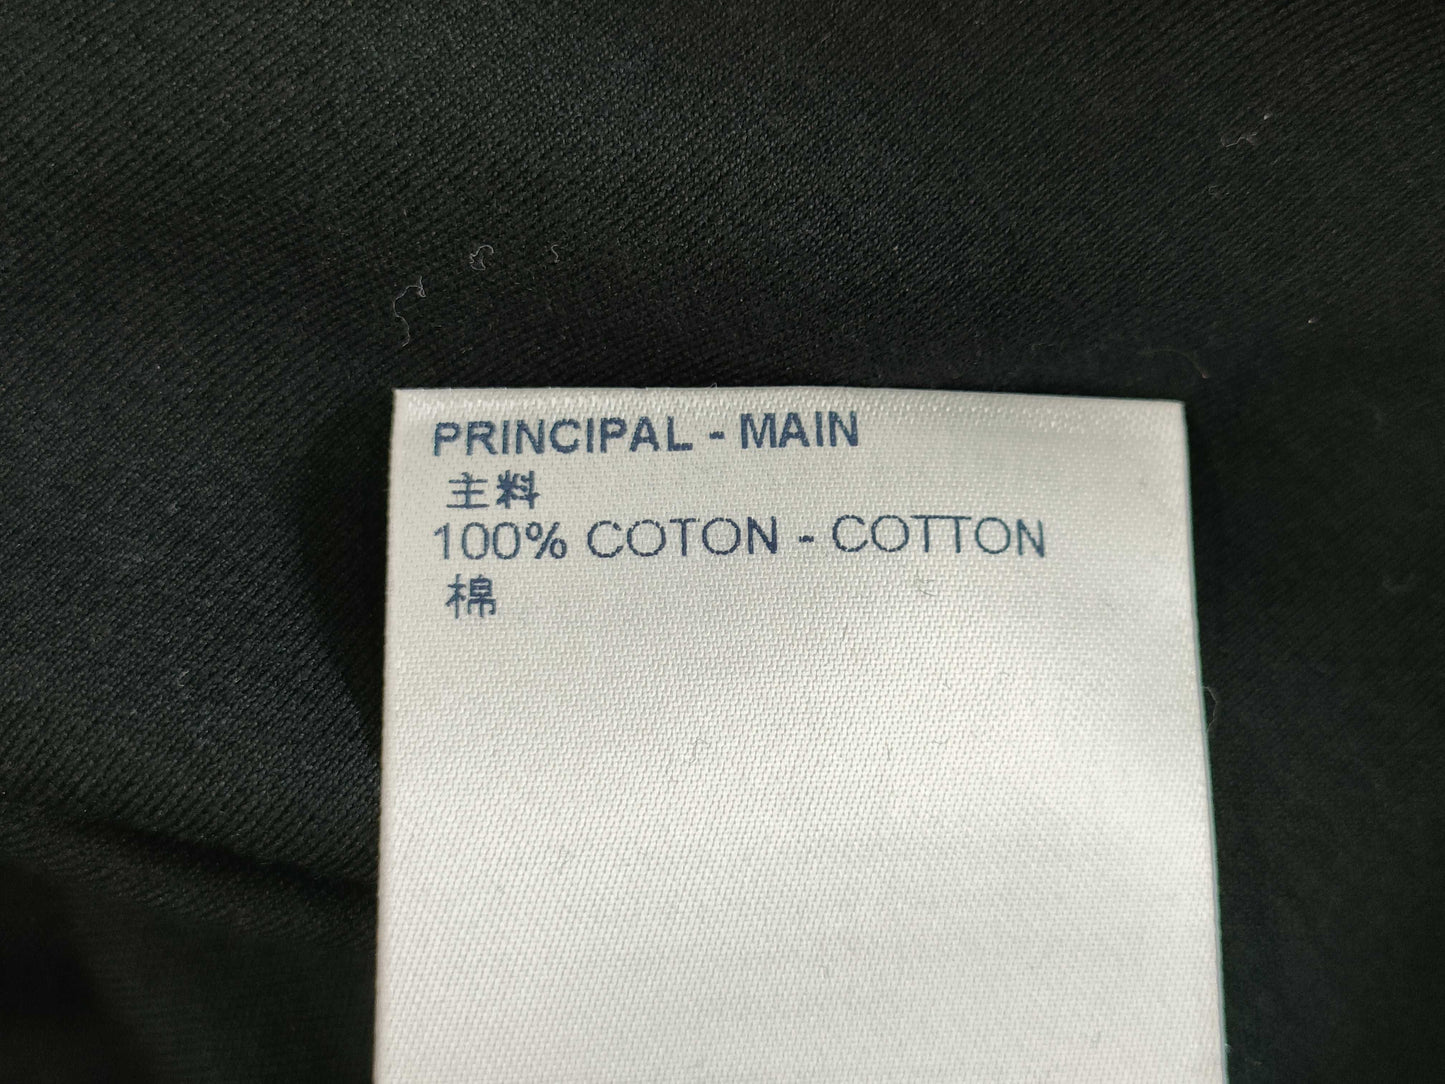 PRINCIPAL - MAIN
主料
100% COTON - COTTON
棉